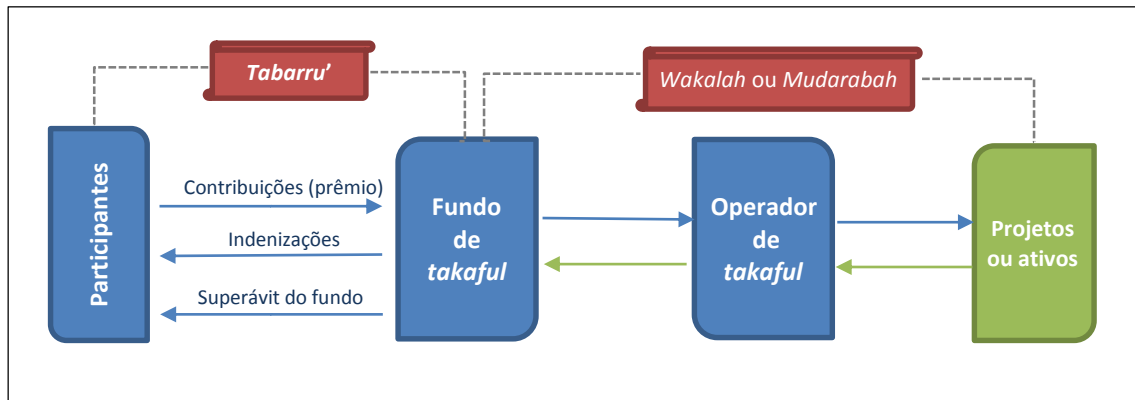 Tabarru’
Wakalah ou Mudarabah
Participantes
Contribuições (prêmio)
Indenizações
Superávit do fundo
Fundo
de
takaful
Operador
de
takaful
Projetos
ou ativos